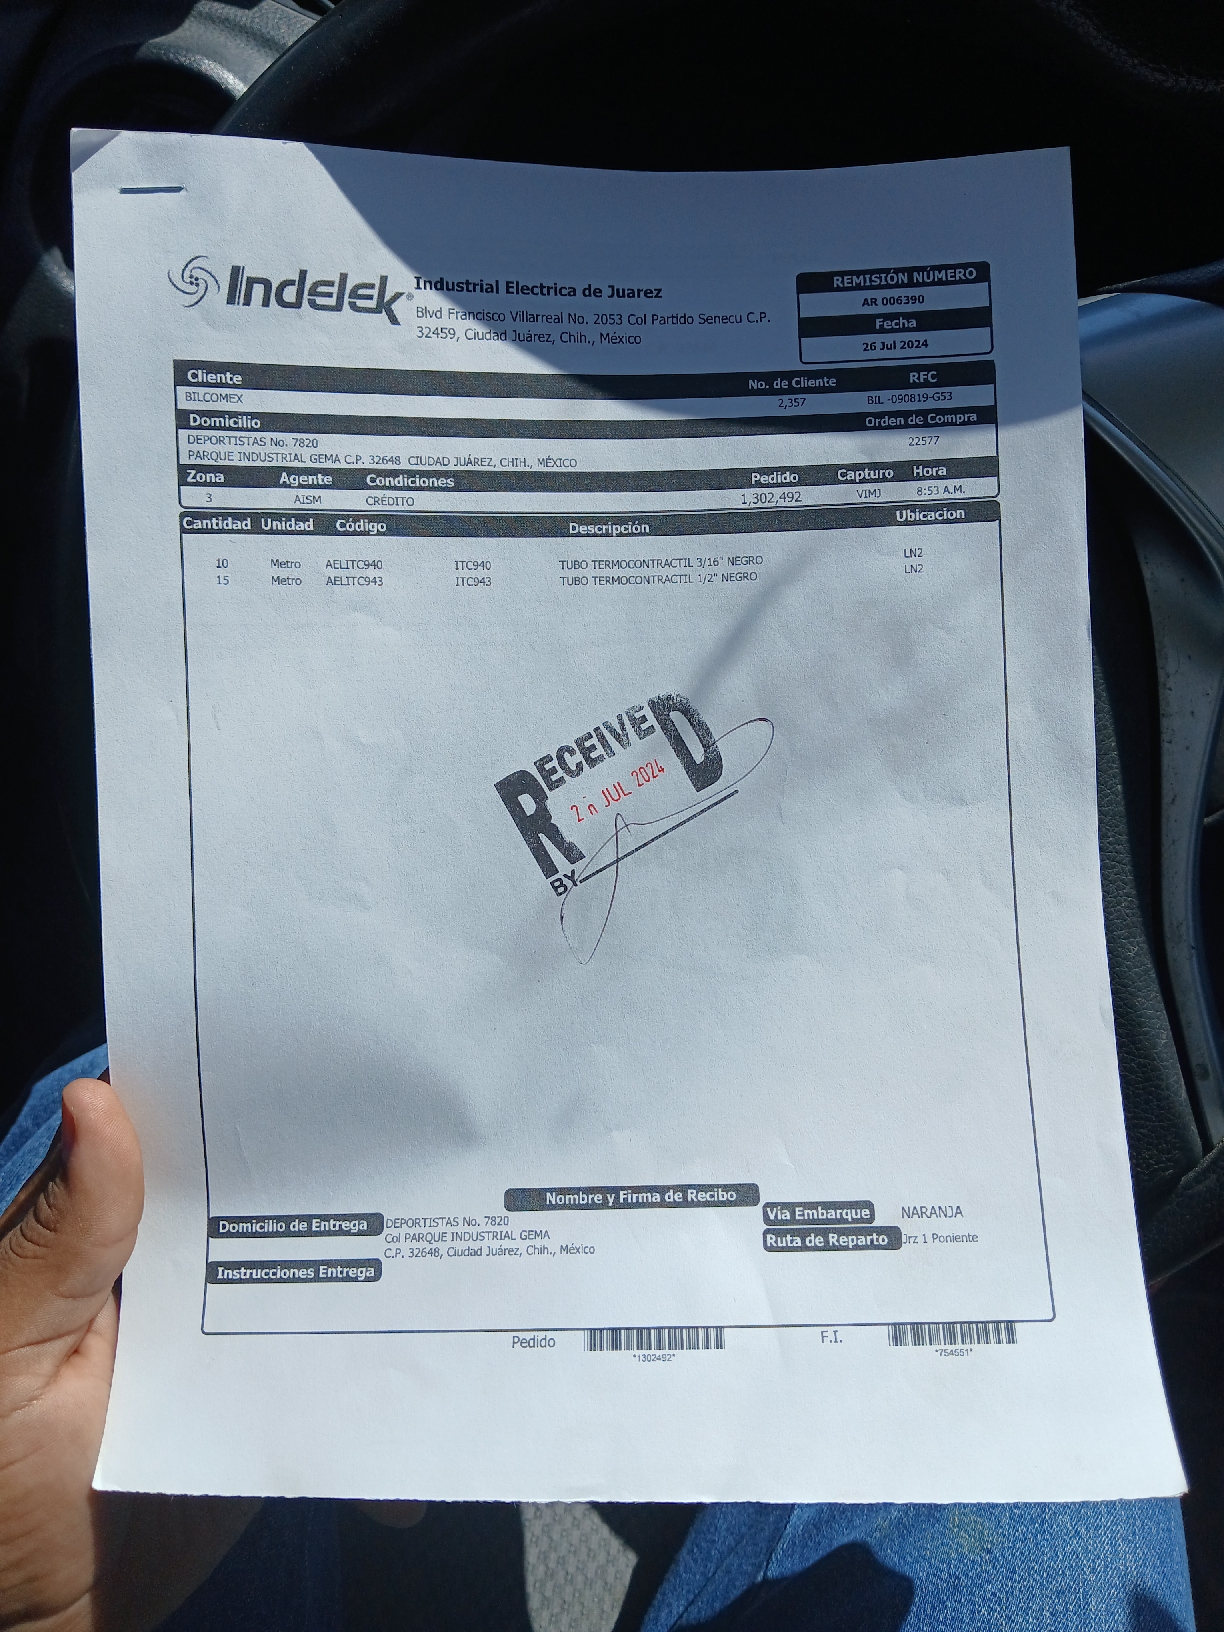 Indelek®
Industrial Electrica de Juarez
Blvd Francisco Villarreal No. 2053 Col Partido Senecu C.P.
32459, Ciudad Juárez, Chih., México
REMISIÓN NÚMERO
AR 006390
Fecha
26 Jul 2024
Cliente No. de Cliente RFC
BILCOMEX 2,357 BIL -090819-G53
Domicilio Orden de Compra
DEPORTISTAS No. 7820 22577
PARQUE INDUSTRIAL GEMA C.P. 32648 CIUDAD JUÁREZ, CHIH., MÉXICO
Zona Agente Condiciones Pedido Capturo Hora
3 AISM CRÉDITO 1,302,492 VIMJ 8:53 A.M.
Cantidad Unidad Código Descripción Ubicacion
10 Metro AELITC940 ITC940 TUBO TERMOCONTRACTIL 3/16" NEGRO LN2
15 Metro AELITC943 ITC943 TUBO TERMOCONTRACTIL 1/2" NEGRO LN2
RECEIVED
JUL 2024
BY
Nombre y Firma de Recibo
Domicilio de Entrega DEPORTISTAS No. 7820
Col PARQUE INDUSTRIAL GEMA
C.P. 32648, Ciudad Juárez, Chih., México
Via Embarque NARANJA
Ruta de Reparto Jrz 1 Poniente
Instrucciones Entrega
Pedido F.I.
*1302492* *754551*